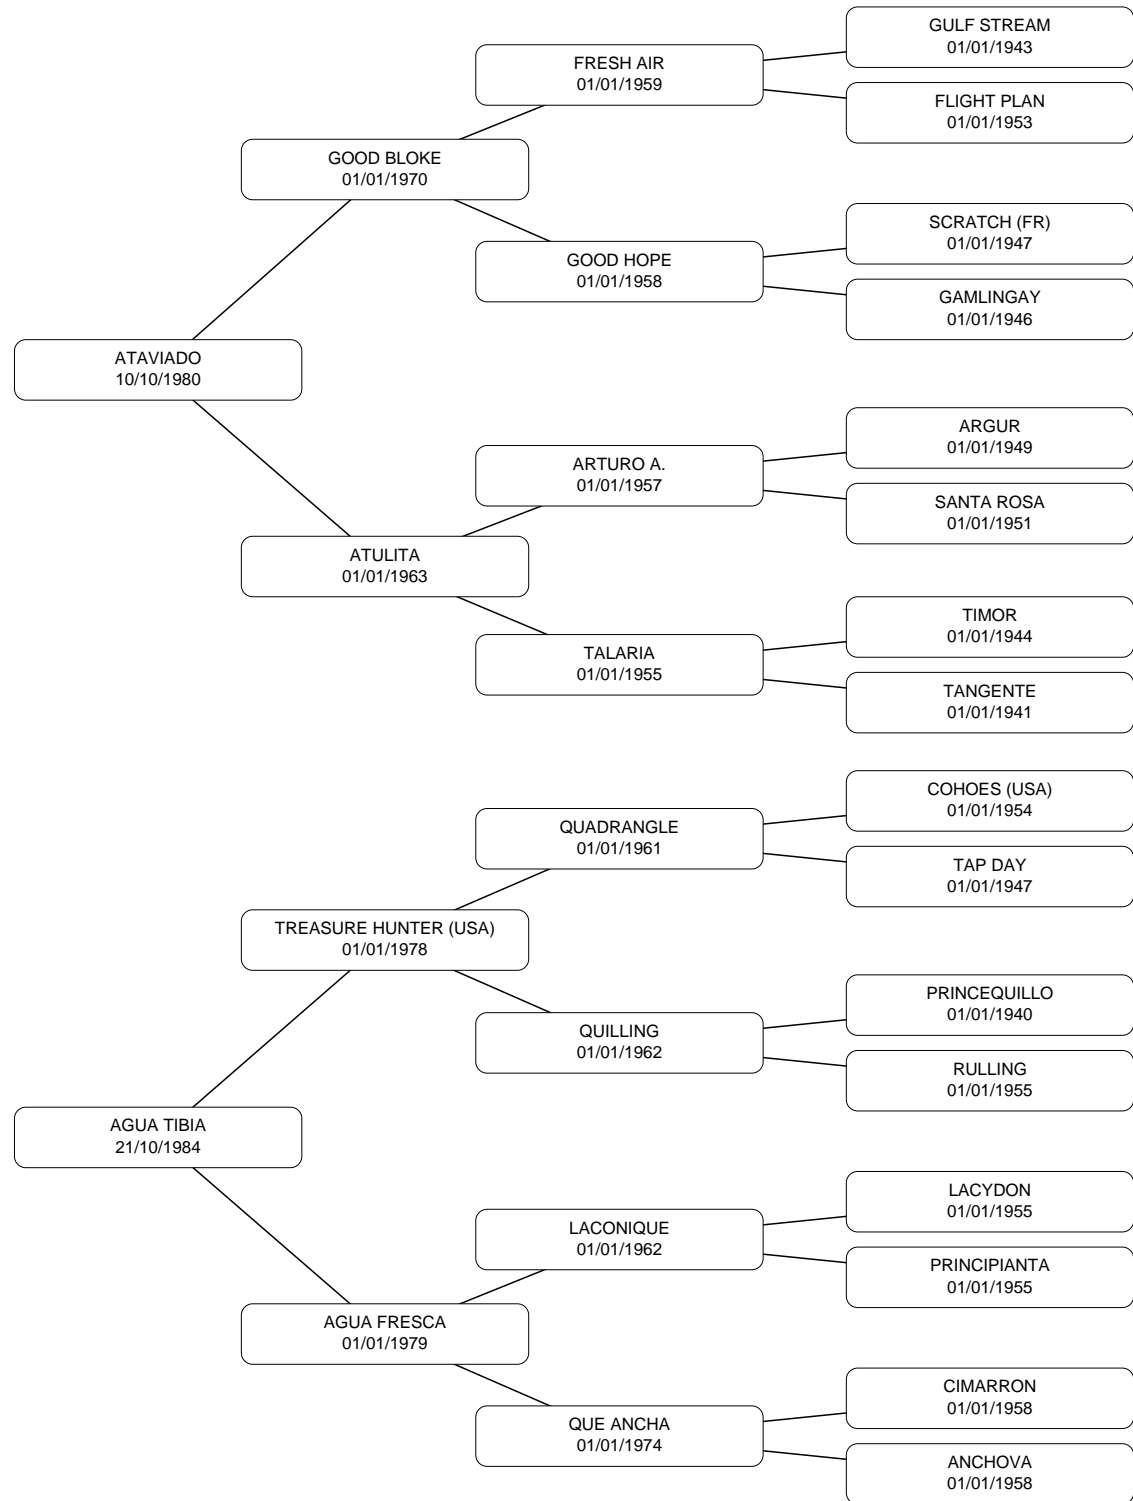 GULF STREAM
01/01/1943
FRESH AIR
01/01/1959
FLIGHT PLAN
01/01/1953
GOOD BLOKE
01/01/1970
SCRATCH (FR)
01/01/1947
GOOD HOPE
01/01/1958
GAMLINGAY
01/01/1946
ATAVIADO
10/10/1980
ARGUR
01/01/1949
ARTURO A.
01/01/1957
SANTA ROSA
01/01/1951
ATULITA
01/01/1963
TIMOR
01/01/1944
TALARIA
01/01/1955
TANGENTE
01/01/1941
COHOES (USA)
01/01/1954
QUADRANGLE
01/01/1961
TAP DAY
01/01/1947
TREASURE HUNTER (USA)
01/01/1978
PRINCEQUILLO
01/01/1940
QUILLING
01/01/1962
RULLING
01/01/1955
AGUA TIBIA
21/10/1984
LACYDON
01/01/1955
LACONIQUE
01/01/1962
PRINCIPIANTA
01/01/1955
AGUA FRESCA
01/01/1979
CIMARRON
01/01/1958
QUE ANCHA
01/01/1974
ANCHOVA
01/01/1958